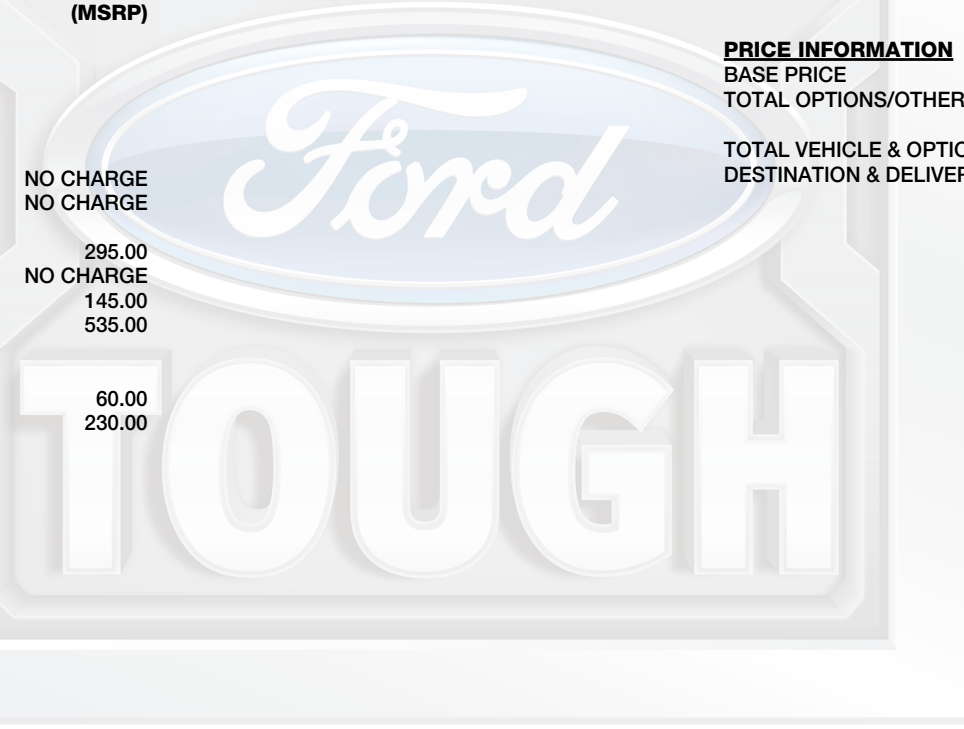 (MSRP)
NO CHARGE
NO CHARGE
295.00
NO CHARGE
145.00
535.00
60.00
230.00
PRICE INFORMATION
BASE PRICE
TOTAL OPTIONS/OTHER
TOTAL VEHICLE & OPTIO
DESTINATION & DELIVER
Ford
TOUGH